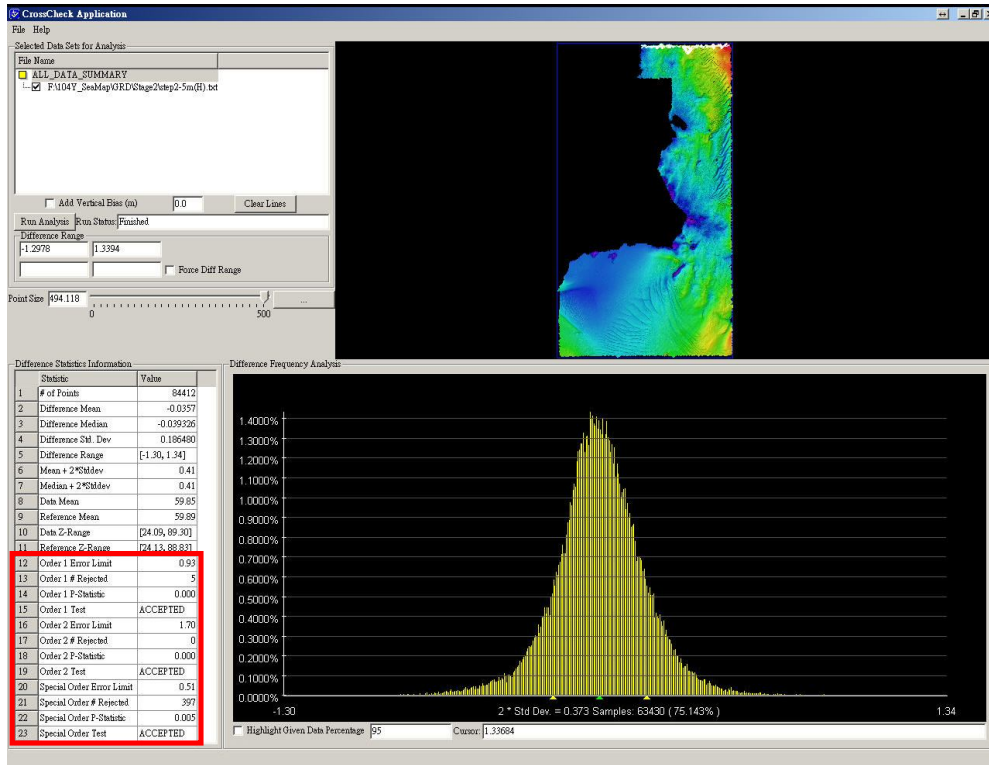 CrossCheck Application
File Help
Selected Data Sets for Analysis
File Name
ALL_DATA_SUMMARY
F:\104Y_SeaMap\GRD\Stage2\step2-5m(H).txt
Add Vertical Bias (m) 0.0 Clear Lines
Run Analysis Run Status: Finished
Difference Range
-1.2978 1.3394
Force Diff Range
Point Size 494.118 ...
0 500
Difference Statistics Information
Statistic Value
1 # of Points 84412
2 Difference Mean -0.0357
3 Difference Median -0.039326
4 Difference Std. Dev 0.186480
5 Difference Range [-1.30, 1.34]
6 Mean + 2*Stddev 0.41
7 Median + 2*Stddev 0.41
8 Data Mean 59.85
9 Reference Mean 59.89
10 Data Z-Range [24.09, 89.30]
11 Reference Z-Range [24.13, 88.83]
12 Order 1 Error Limit 0.93
13 Order 1 # Rejected 5
14 Order 1 P-Statistic 0.000
15 Order 1 Test ACCEPTED
16 Order 2 Error Limit 1.70
17 Order 2 # Rejected 0
18 Order 2 P-Statistic 0.000
19 Order 2 Test ACCEPTED
20 Special Order Error Limit 0.51
21 Special Order # Rejected 397
22 Special Order P-Statistic 0.005
23 Special Order Test ACCEPTED
Difference Frequency Analysis
1.4000%
1.3000%
1.2000%
1.1000%
1.0000%
0.9000%
0.8000%
0.7000%
0.6000%
0.5000%
0.4000%
0.3000%
0.2000%
0.1000%
0.0000%
-1.30 2 * Std Dev. = 0.373 Samples: 63430 ( 75.143% ) 1.34
Highlight Given Data Percentage 95 Cursor: 1.33684